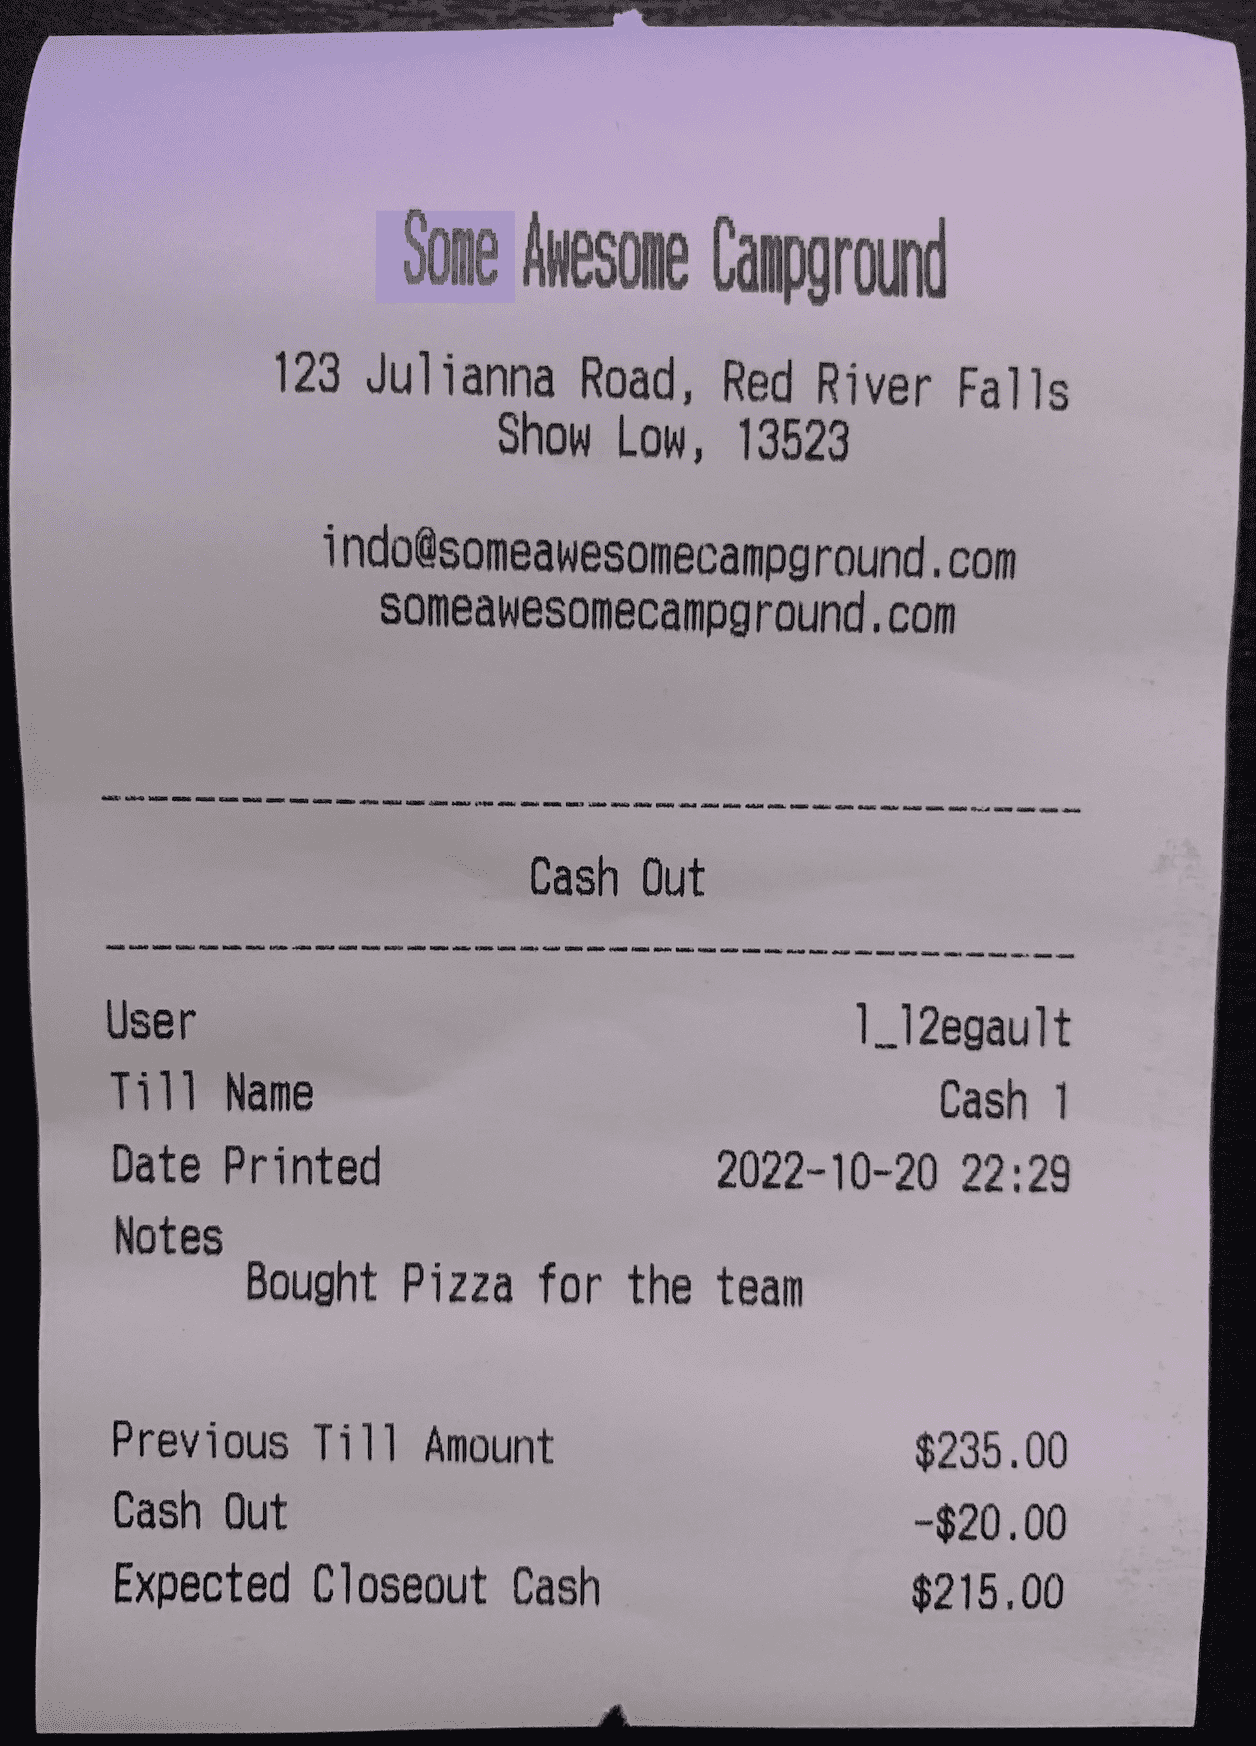 Some Awesome Campground
123 Julianna Road, Red River Falls
Show Low, 13523
indo@someawesomecampground.com
someawesomecampground.com
Cash Out
User l_l2egault
Till Name Cash 1
Date Printed 2022-10-20 22:29
Notes
Bought Pizza for the team
Previous Till Amount $235.00
Cash Out -$20.00
Expected Closeout Cash $215.00